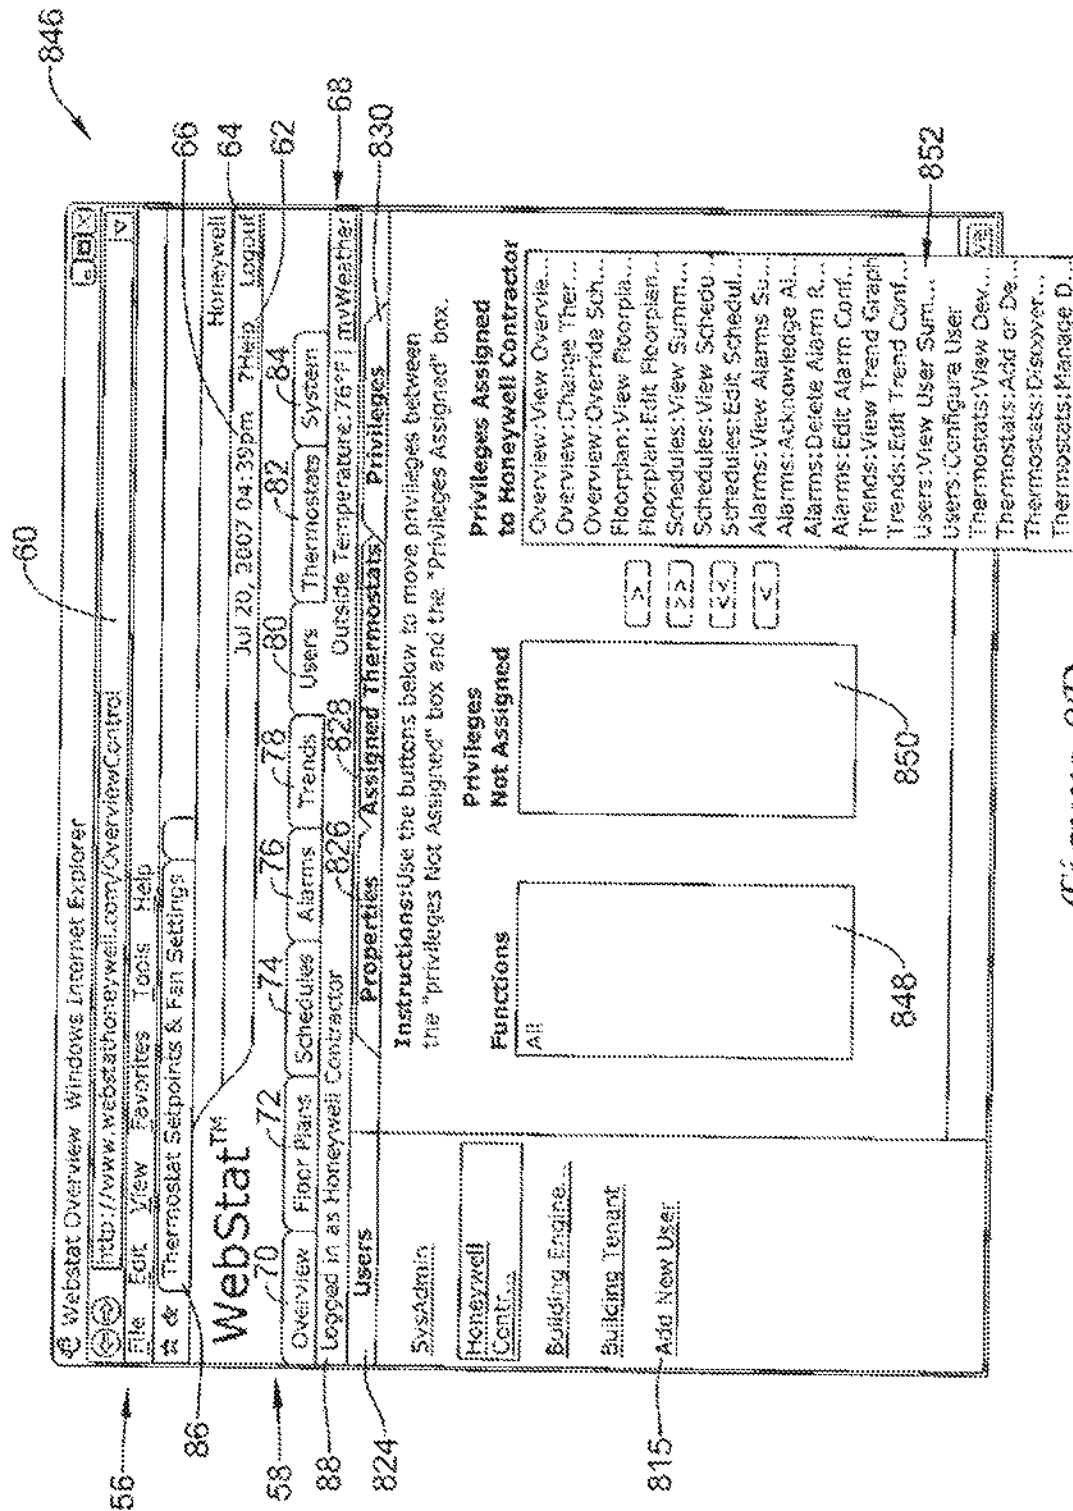 846
60
66
64
62
Webstat Overview Windows Internet Explorer
http://www.webstathoneywell.com/OverviewControl
56
File Edit View Favorites Tools Help
Thermostat Setpoints & Fan Settings
86
Honeywell
WebStat™
Jul 20, 2007 04:39pm ?Help Logout
58
70 72 74 76 78 80 82 84
Overview Floor Plans Schedules Alarms Trends Users Thermostats System
88
Logged in as Honeywell Contractor
Outside Temperature:76°F | myWeather
68
824
826 828 830
Users
Properties Assigned Thermostats Privileges
Instructions:Use the buttons below to move privileges between
the "privileges Not Assigned" box and the "Privileges Assigned" box.
SysAdmin
Honeywell
Contr...
Building Engine...
Building Tenant
Add New User
815
Functions
All
848
Privileges
Not Assigned
850
>
>>
<<
<
Privileges Assigned
to Honeywell Contractor
Overview:View Overvie...
Overview:Change Ther...
Overview:Override Sch...
Floorplan:View Floorpla...
Floorplan:Edit Floorplan
Schedules:View Summ...
Schedules:View Schedu...
Schedules:Edit Schedul...
Alarms:View Alarms Su...
Alarms:Acknowledge Al...
Alarms:Delete Alarm R...
Alarms:Edit Alarm Conf...
Trends:View Trend Graph
Trends:Edit Trend Conf...
Users:View User Sum...
Users:Configure User
Thermostats:View Dev...
Thermostats:Add or De...
Thermostats:Discover...
Thermostats:Manage D...
852